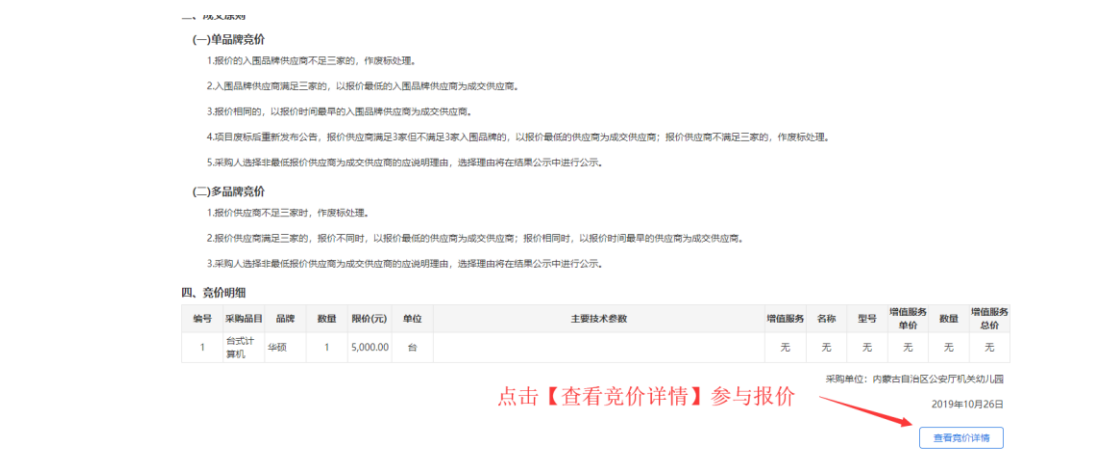 三、成交原则
(一)单品牌竞价
1.报价的入围品牌供应商不足三家的，作废标处理。
2.入围品牌供应商满足三家的，以报价最低的入围品牌供应商为成交供应商。
3.报价相同的，以报价时间最早的入围品牌供应商为成交供应商。
4.项目废标后重新发布公告，报价供应商满足3家但不满足3家入围品牌的，以报价最低的供应商为成交供应商；报价供应商不满足三家的，作废标处理。
5.采购人选择非最低报价供应商为成交供应商的应说明理由，选择理由将在结果公示中进行公示。
(二)多品牌竞价
1.报价供应商不足三家时，作废标处理。
2.报价供应商满足三家的，报价不同时，以报价最低的供应商为成交供应商；报价相同时，以报价时间最早的供应商为成交供应商。
3.采购人选择非最低报价供应商为成交供应商的应说明理由，选择理由将在结果公示中进行公示。
四、竞价明细
编号 采购品目 品牌 数量 限价(元) 单位 主要技术参数 增值服务 名称 型号 增值服务单价 数量 增值服务总价
1 台式计算机 华硕 1 5,000.00 台 无 无 无 无 无 无
采购单位：内蒙古自治区公安厅机关幼儿园
点击【查看竞价详情】参与报价
2019年10月26日
查看竞价详情